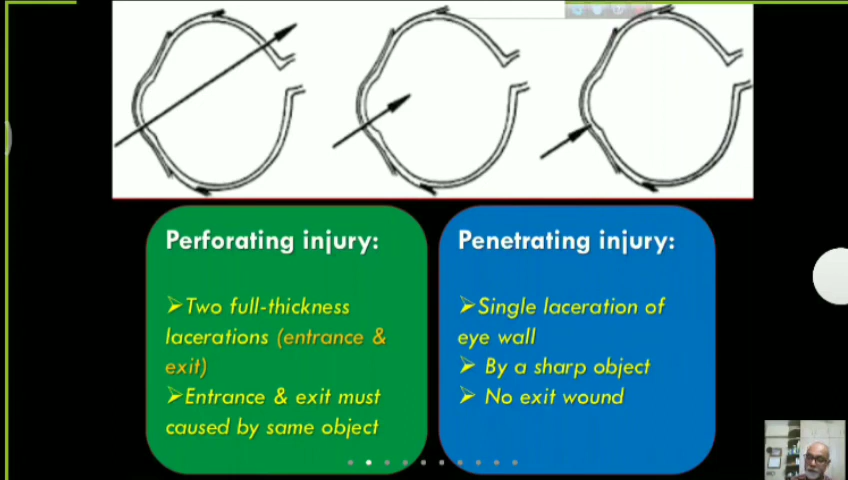 Perforating injury:
➢Two full-thickness
lacerations (entrance &
exit)
➢Entrance & exit must
caused by same object
Penetrating injury:
➢Single laceration of
eye wall
➢ By a sharp object
➢ No exit wound